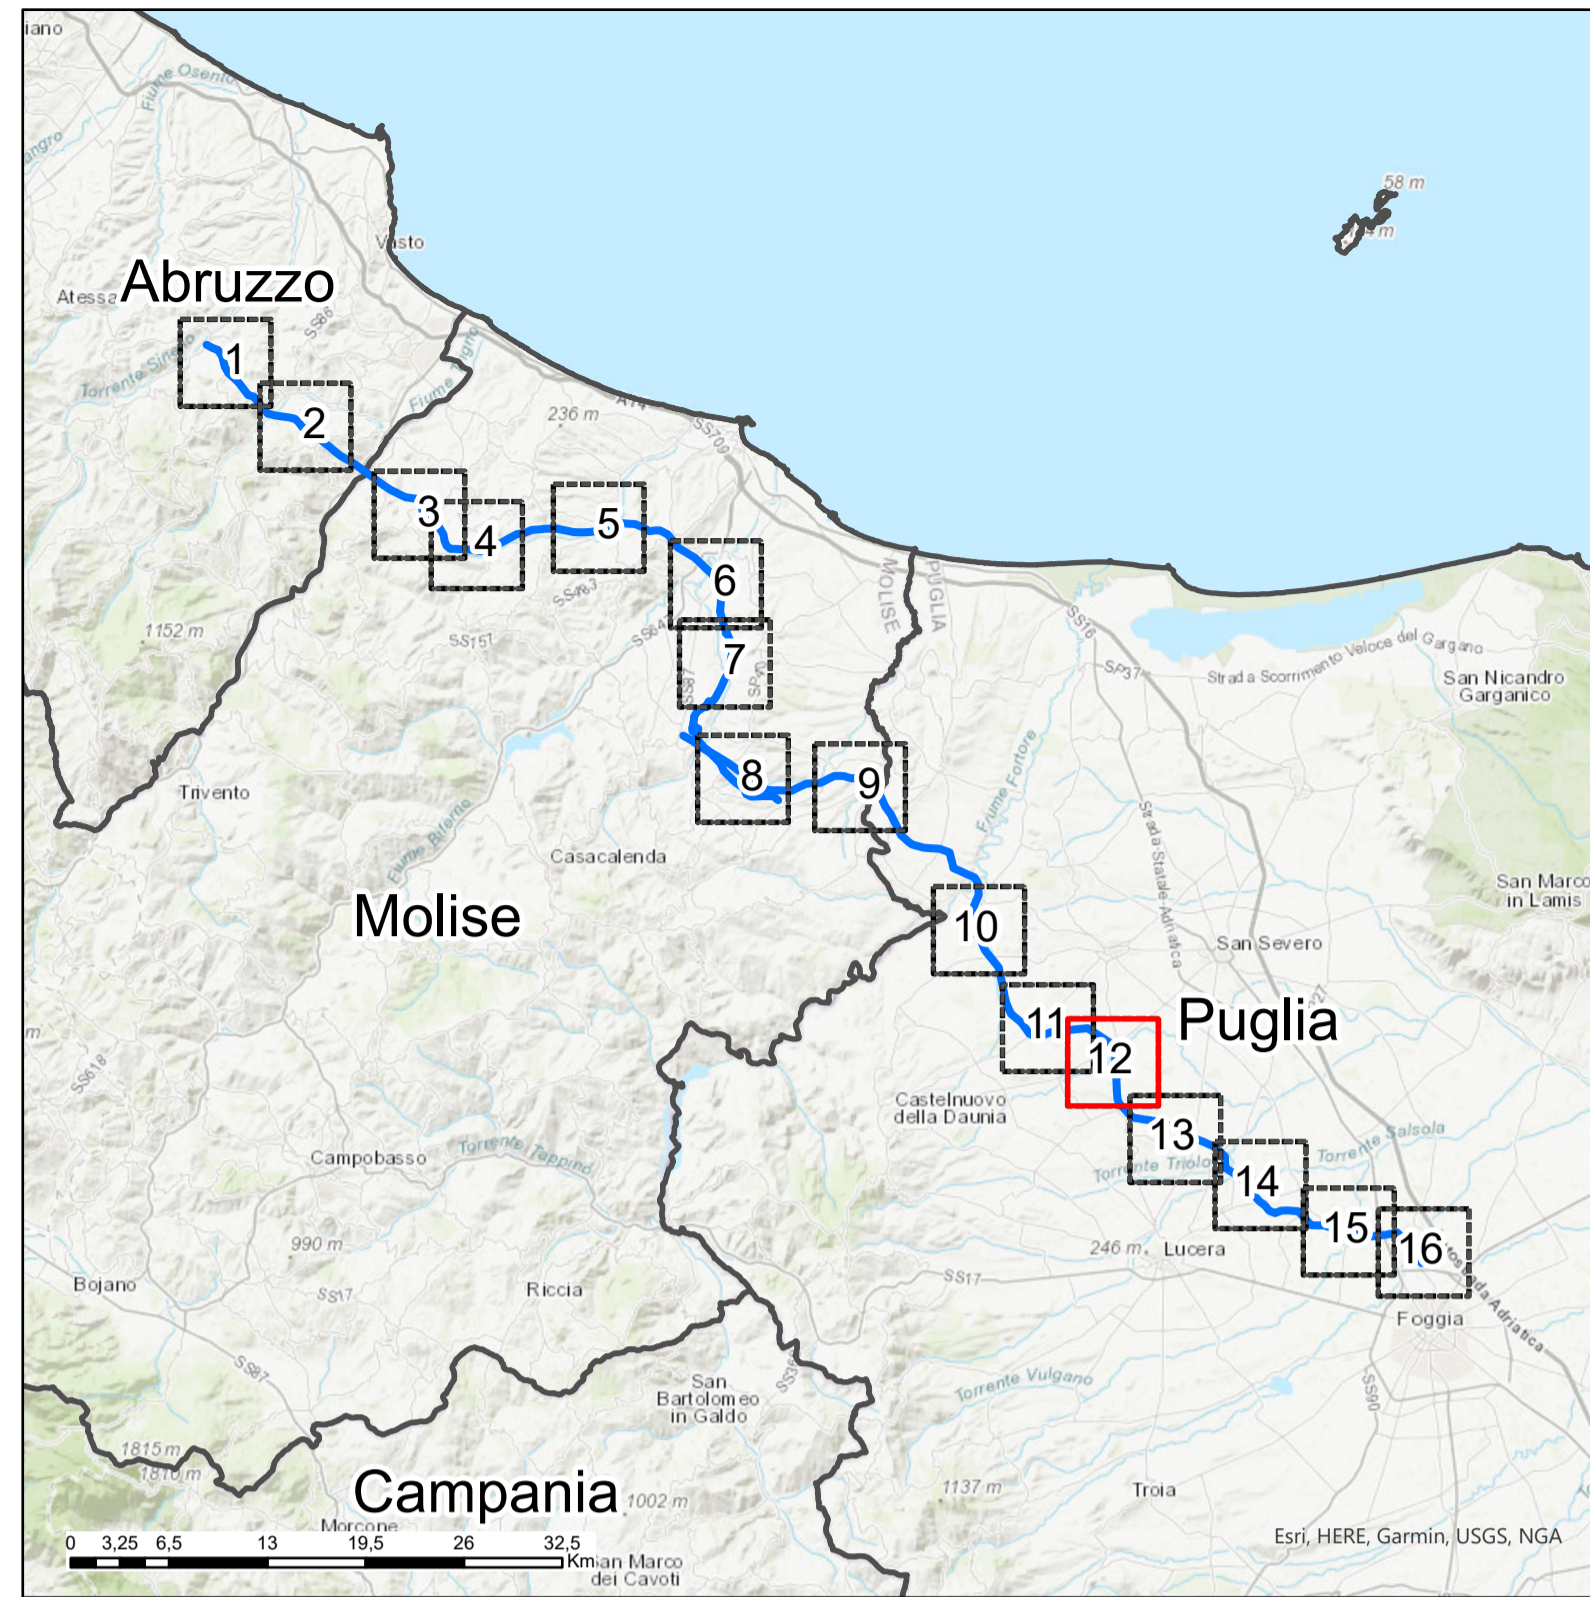 iano
Fiume Osento
angro
Vasto
58 m
Abruzzo
Atessa
SS86
1
Torrente Sinello
2
Fiume Trigno
236 m
A14
SS709
3
4
5
SS483
6
MOLISE
PUGLIA
1152 m
SS157
SS647
7
SS87
SP40
SS16
SP37
Strada Scorrimento Veloce del Gargano
San Nicandro
Garganico
Trivento
8
9
Fiume Fortore
Fiume Biferno
Strada Statale Adriatica
Casacalenda
San Marco
in Lamis
Molise
10
San Severo
11
Puglia
12
m
SS618
Castelnuovo
della Daunia
13
Torrente Salsola
Torrente Triolo
Campobasso
Torrente Tappino
14
15
16
990 m
246 m
Lucera
Bojano
Riccia
SS17
SS17
Foggia
SS87
San
Bartolomeo
in Galdo
Torrente Vulgano
SS90
1815 m
1810 m
Campania
1002 m
1137 m
Troia
Morcone
0 3,25 6,5 13 19,5 26 32,5
Km
San Marco
dei Cavoti
Esri, HERE, Garmin, USGS, NGA